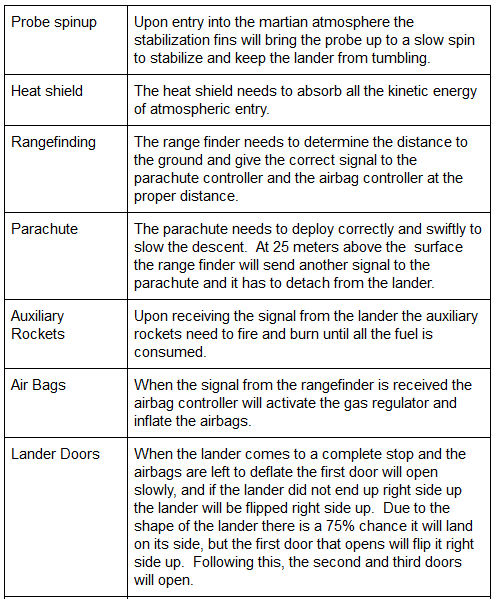 Probe spinup
Upon entry into the martian atmosphere the
stabilization fins will bring the probe up to a slow spin
to stabilize and keep the lander from tumbling.
Heat shield
The heat shield needs to absorb all the kinetic energy
of atmospheric entry.
Rangefinding
The range finder needs to determine the distance to
the ground and give the correct signal to the
parachute controller and the airbag controller at the
proper distance.
Parachute
The parachute needs to deploy correctly and swiftly to
slow the descent.  At 25 meters above the  surface
the range finder will send another signal to the
parachute and it has to detach from the lander.
Auxiliary
Rockets
Upon receiving the signal from the lander the auxiliary
rockets need to fire and burn until all the fuel is
consumed.
Air Bags
When the signal from the rangefinder is received the
airbag controller will activate the gas regulator and
inflate the airbags.
Lander Doors
When the lander comes to a complete stop and the
airbags are left to deflate the first door will open
slowly, and if the lander did not end up right side up
the lander will be flipped right side up.  Due to the
shape of the lander there is a 75% chance it will land
on its side, but the first door that opens will flip it right
side up.  Following this, the second and third doors
will open.